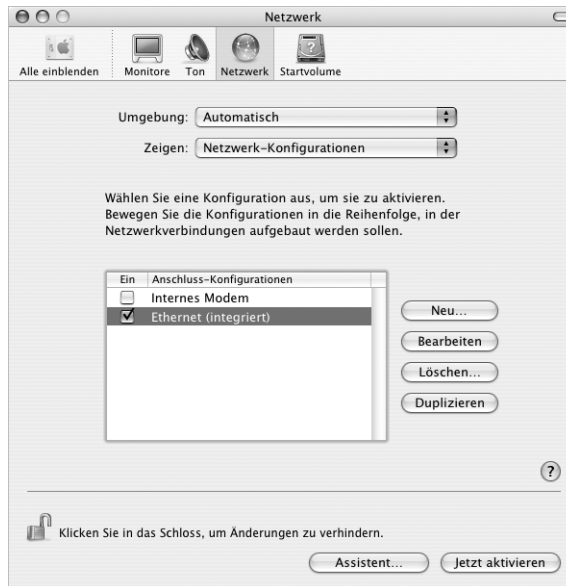 Netzwerk
Alle einblenden Monitore Ton Netzwerk Startvolume
Umgebung: Automatisch
Zeigen: Netzwerk-Konfigurationen
Wählen Sie eine Konfiguration aus, um sie zu aktivieren.
Bewegen Sie die Konfigurationen in die Reihenfolge, in der
Netzwerkverbindungen aufgebaut werden sollen.
Ein Anschluss-Konfigurationen
Internes Modem
Ethernet (integriert)
Neu...
Bearbeiten
Löschen...
Duplizieren
?
Klicken Sie in das Schloss, um Änderungen zu verhindern.
Assistent... Jetzt aktivieren